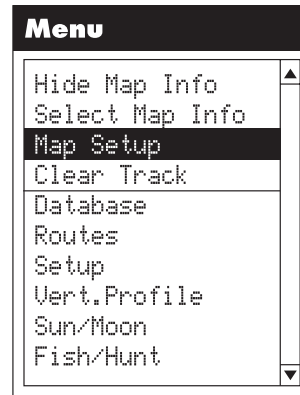 Menu
Hide Map Info
Select Map Info
Map Setup
Clear Track
Database
Routes
Setup
Vert.Profile
Sun/Moon
Fish/Hunt